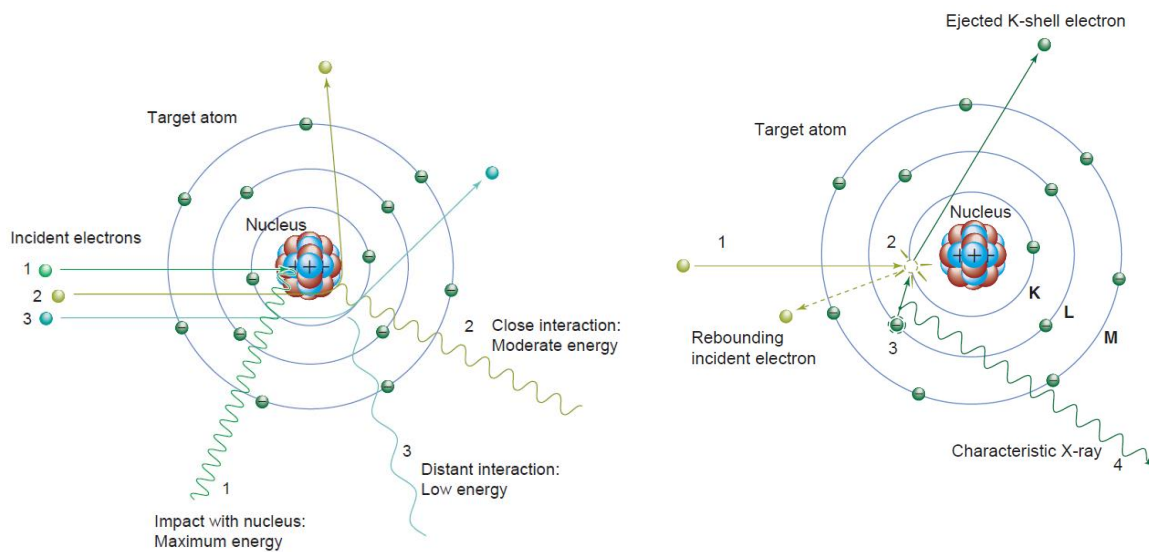 Target atom
Nucleus
Incident electrons
1
2
3
+ +
2
Close interaction:
Moderate energy
3
Distant interaction:
Low energy
1
Impact with nucleus:
Maximum energy
Ejected K-shell electron
Target atom
Nucleus
1
2
+ + +
K
L
M
Rebounding
incident electron
3
Characteristic X-ray
4